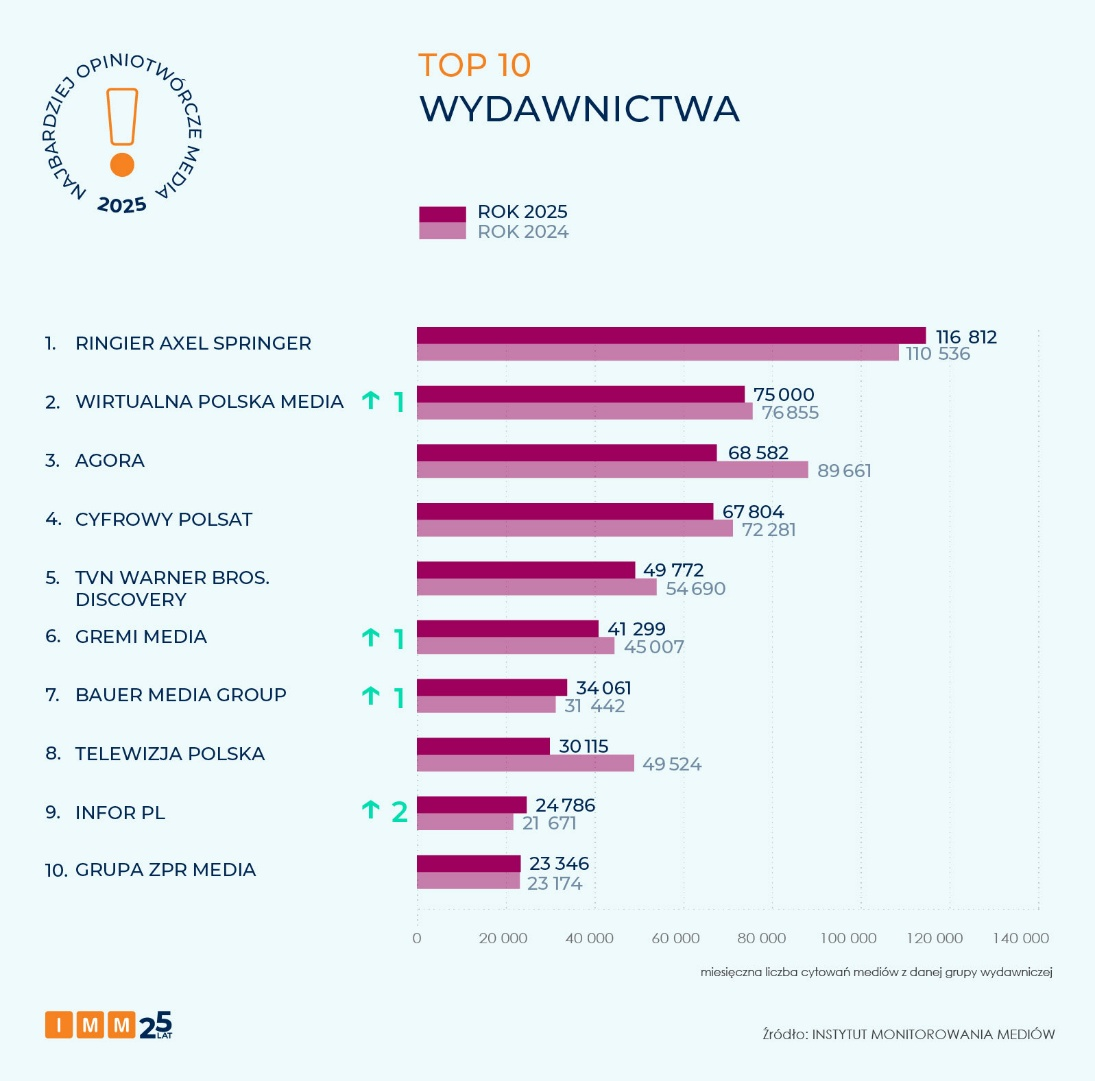 NAJBARDZIEJ OPINIOTWÓRCZE MEDIA
2025
TOP 10
WYDAWNICTWA
ROK 2025
ROK 2024
1. RINGIER AXEL SPRINGER 116 812
110 536
2. WIRTUALNA POLSKA MEDIA ↑ 1 75 000
76 855
3. AGORA 68 582
89 661
4. CYFROWY POLSAT 67 804
72 281
5. TVN WARNER BROS. 49 772
DISCOVERY 54 690
6. GREMI MEDIA ↑ 1 41 299
45 007
7. BAUER MEDIA GROUP ↑ 1 34 061
31 442
8. TELEWIZJA POLSKA 30 115
49 524
9. INFOR PL ↑ 2 24 786
21 671
10. GRUPA ZPR MEDIA 23 346
23 174
0 20 000 40 000 60 000 80 000 100 000 120 000 140 000
miesięczna liczba cytowań mediów z danej grupy wydawniczej
IMM 25 LAT
Źródło: INSTYTUT MONITOROWANIA MEDIÓW